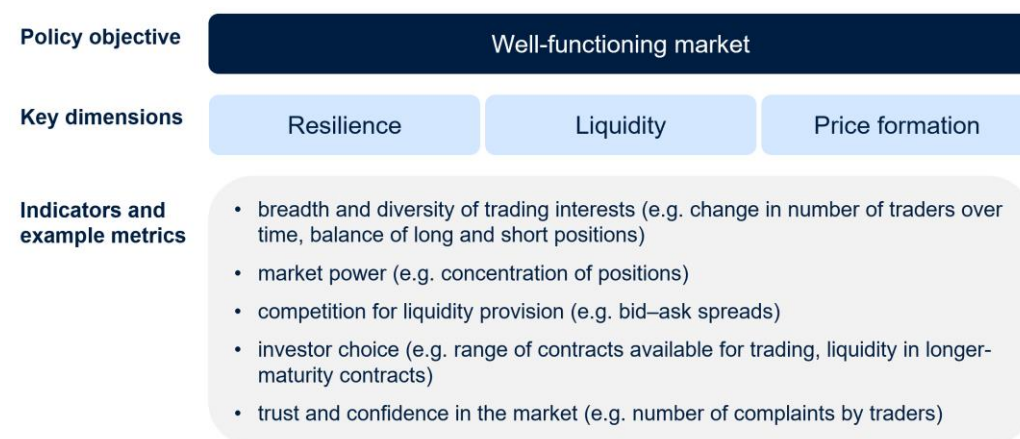 Policy objective
Well-functioning market
Key dimensions
Resilience
Liquidity
Price formation
Indicators and
example metrics
• breadth and diversity of trading interests (e.g. change in number of traders over
time, balance of long and short positions)
• market power (e.g. concentration of positions)
• competition for liquidity provision (e.g. bid–ask spreads)
• investor choice (e.g. range of contracts available for trading, liquidity in longer-
maturity contracts)
• trust and confidence in the market (e.g. number of complaints by traders)